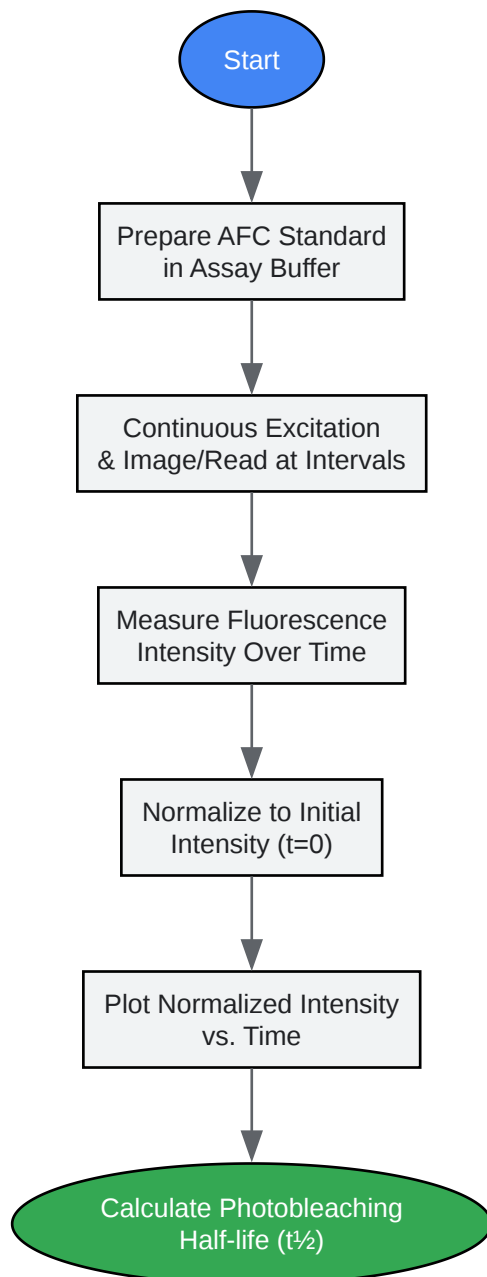 Start
Prepare AFC Standard
in Assay Buffer
Continuous Excitation
& Image/Read at Intervals
Measure Fluorescence
Intensity Over Time
Normalize to Initial
Intensity (t=0)
Plot Normalized Intensity
vs. Time
Calculate Photobleaching
Half-life (t½)